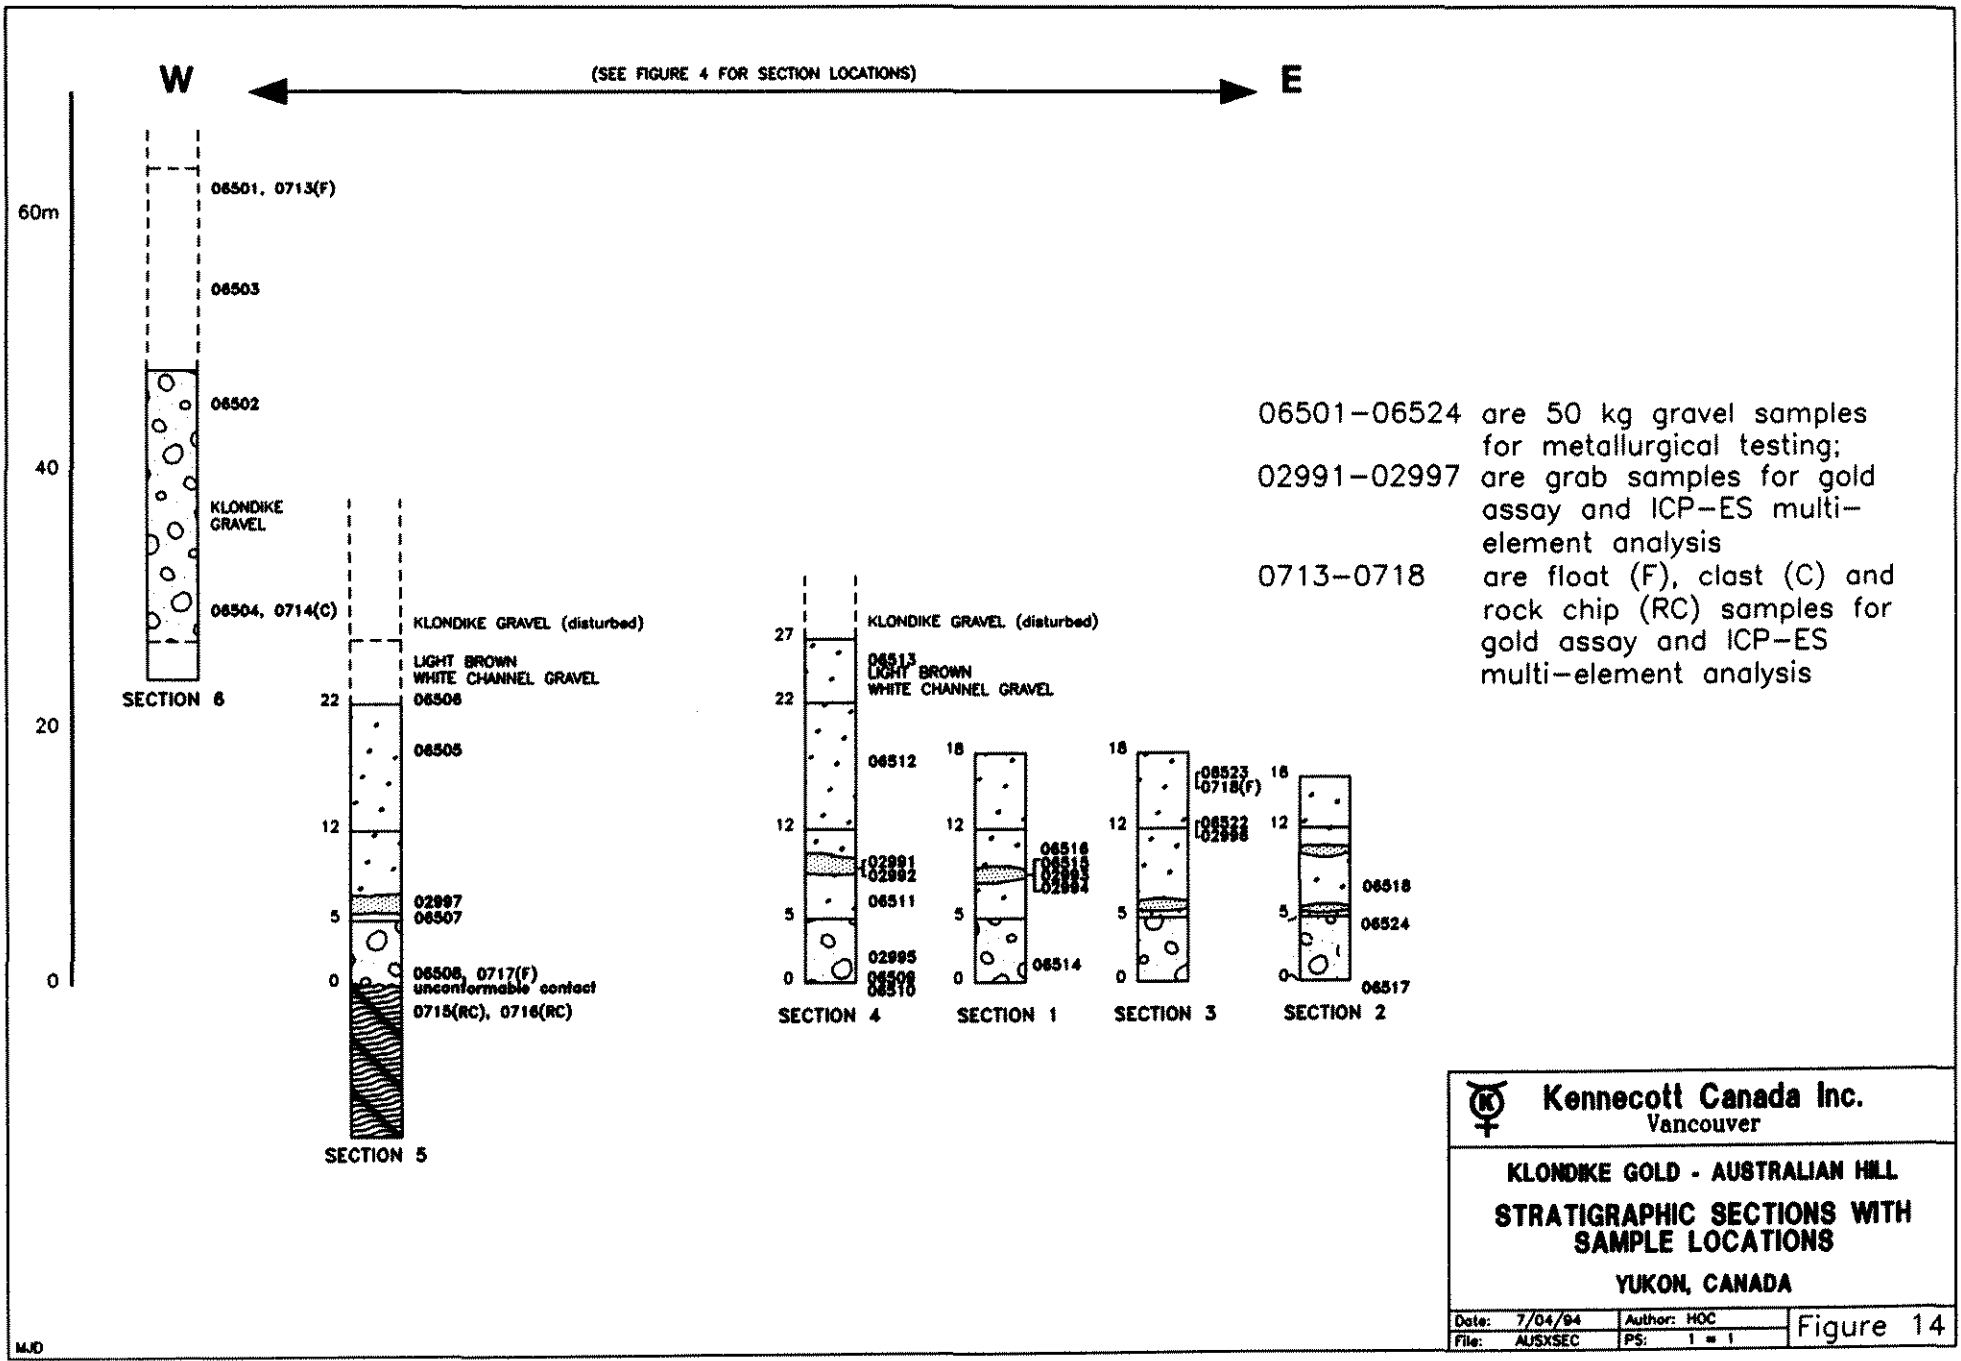 W
(SEE FIGURE 4 FOR SECTION LOCATIONS)
E
60m
40
20
0
06501, 0713(F)
06503
06502
KLONDIKE
GRAVEL
06504, 0714(C)
SECTION 6
KLONDIKE GRAVEL (disturbed)
LIGHT BROWN
WHITE CHANNEL GRAVEL
22
06506
06505
12
02997
5
06507
0
06508, 0717(F)
unconformable contact
0715(RC), 0716(RC)
SECTION 5
KLONDIKE GRAVEL (disturbed)
27
06513
LIGHT BROWN
WHITE CHANNEL GRAVEL
22
06512
12
02991
02992
06511
5
02995
06509
06510
0
SECTION 4
18
12
06516
06515
02993
02994
5
06514
0
SECTION 1
18
06523
0718(F)
12
06522
02996
5
0
SECTION 3
16
12
06518
5
06524
0
06517
SECTION 2
06501-06524 are 50 kg gravel samples
for metallurgical testing;
02991-02997 are grab samples for gold
assay and ICP-ES multi-
element analysis
0713-0718 are float (F), clast (C) and
rock chip (RC) samples for
gold assay and ICP-ES
multi-element analysis
K
Kennecott Canada Inc.
Vancouver
KLONDIKE GOLD - AUSTRALIAN HILL
STRATIGRAPHIC SECTIONS WITH
SAMPLE LOCATIONS
YUKON, CANADA
Date: 7/04/94 Author: HOC
File: AUSXSEC PS: 1 = 1
Figure 14
MJD